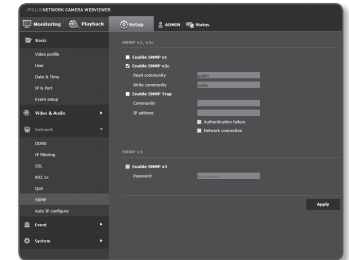 iPOLiS NETWORK CAMERA WEBVIEWER
Monitoring
Playback
Setup
ADMIN
Status
Basic
Video profile
User
Date & Time
IP & Port
Event setup
Video & Audio
Network
DDNS
IP filtering
SSL
802.1x
QoS
SNMP
Auto IP configure
Event
System
SNMP v1, v2c
Enable SNMP v1
Enable SNMP v2c
Read community
public
Write community
write
Enable SNMP Trap
Community
IP address
Authentication failure
Network connection
SNMP v3
Enable SNMP v3
Password
Apply